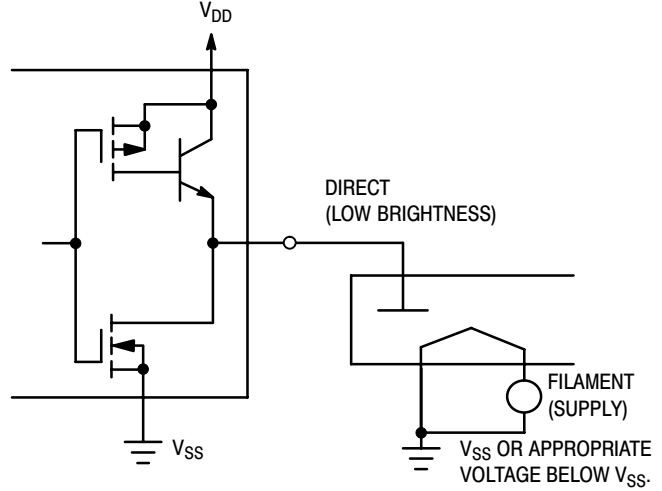 VDD
DIRECT
(LOW BRIGHTNESS)
FILAMENT
(SUPPLY)
VSS
VSS OR APPROPRIATE
VOLTAGE BELOW VSS.